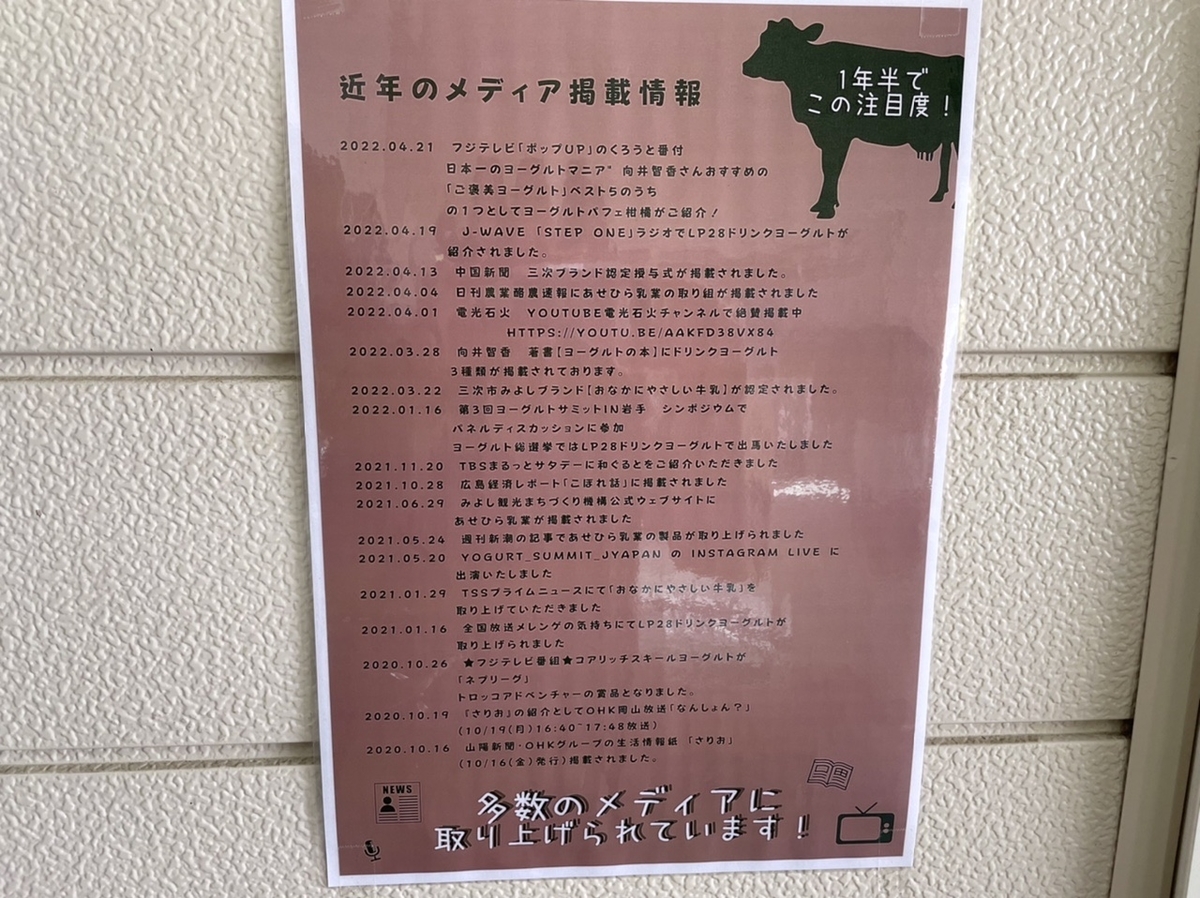 近年のメディア掲載情報
1年半で
この注目度！
2022.04.21 フジテレビ「ポップUP」のくろうと番付
日本一のヨーグルトマニア" 向井智香さんおすすめの
「ご褒美ヨーグルト」ベスト5のうち
の1つとしてヨーグルトパフェ柑橘がご紹介！
2022.04.19 J-WAVE 「STEP ONE」ラジオでLP28ドリンクヨーグルトが
紹介されました。
2022.04.13 中国新聞 三次ブランド認定授与式が掲載されました。
2022.04.04 日刊農業酪農速報にあせひら乳業の取り組が掲載されました
2022.04.01 電光石火 YOUTUBE電光石火チャンネルで絶賛掲載中
HTTPS://YOUTU.BE/AAKFD38VX84
2022.03.28 向井智香 著書【ヨーグルトの本】にドリンクヨーグルト
3種類が掲載されております。
2022.03.22 三次市みよしブランド【おなかにやさしい牛乳】が認定されました。
2022.01.16 第3回ヨーグルトサミットIN岩手 シンポジウムで
パネルディスカッションに参加
ヨーグルト総選挙ではLP28ドリンクヨーグルトで出馬いたしました
2021.11.20 TBSまるっとサタデーに和ぐるとをご紹介いただきました
2021.10.28 広島経済レポート「こぼれ話」に掲載されました
2021.06.29 みよし観光まちづくり機構公式ウェブサイトに
あせひら乳業が掲載されました
2021.05.24 週刊新潮の記事であせひら乳業の製品が取り上げられました
2021.05.20 YOGURT_SUMMIT_JYAPAN の INSTAGRAM LIVE に
出演いたしました
2021.01.29 TSSプライムニュースにて「おなかにやさしい牛乳」を
取り上げていただきました
2021.01.16 全国放送メレンゲの気持ちにてLP28ドリンクヨーグルトが
取り上げられました
2020.10.26 ★フジテレビ番組★コアリッチスキールヨーグルトが
「ネプリーグ」
トロッコアドベンチャーの賞品となりました。
2020.10.19 「さりお」の紹介としてOHK岡山放送「なんしょん？」
(10/19(月)16:40~17:48放送)
2020.10.16 山陽新聞・OHKグループの生活情報紙 「さりお」
(10/16(金)発行)掲載されました。
NEWS
多数のメディアに
取り上げられています！